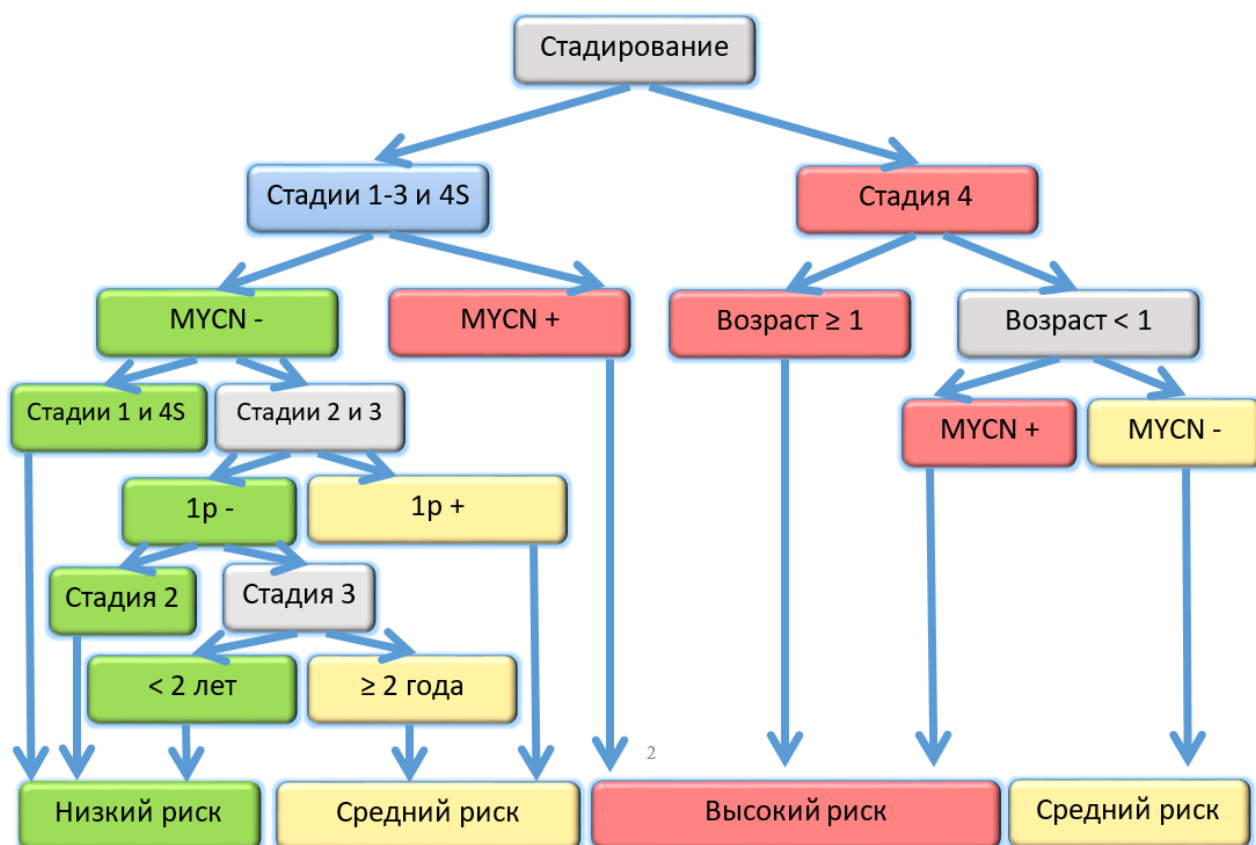 Стадирование
Стадии 1-3 и 4S
Стадия 4
MYCN -
MYCN +
Возраст ≥ 1
Возраст < 1
Стадии 1 и 4S
Стадии 2 и 3
MYCN +
MYCN -
1p -
1p +
Стадия 2
Стадия 3
< 2 лет
≥ 2 года
2
Низкий риск
Средний риск
Высокий риск
Средний риск